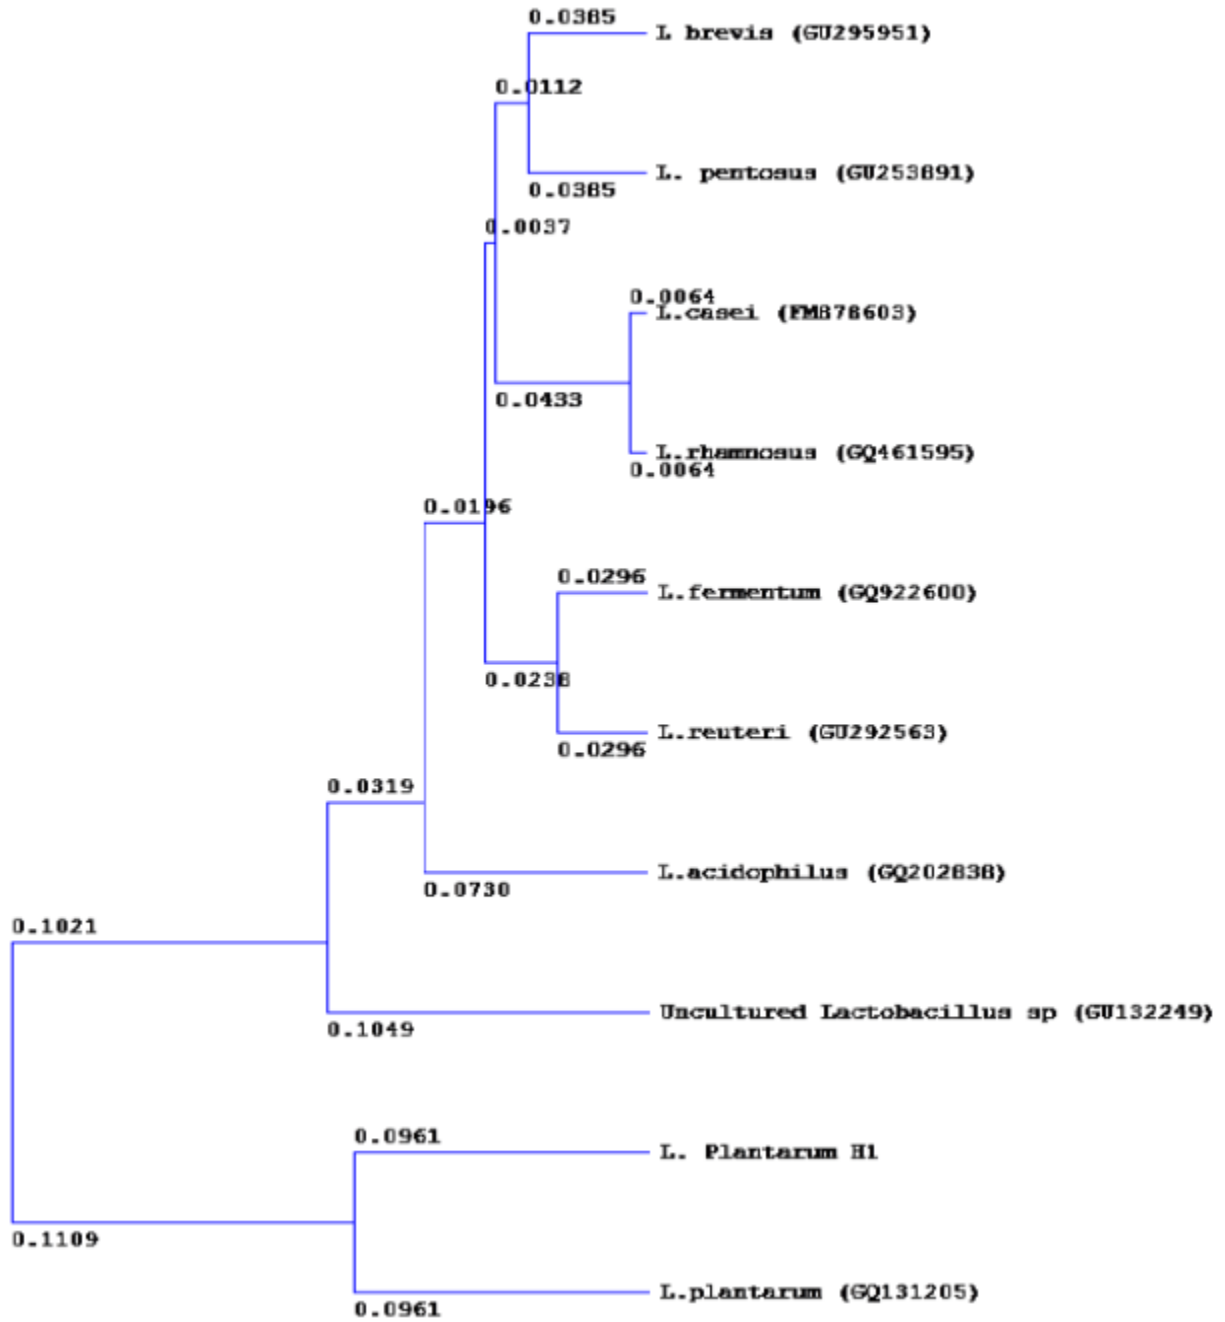 0.0385
L brevis (GU295951)
0.0112
L. pentosus (GU253891)
0.0385
0.0037
0.0064
L.casei (FM878603)
0.0433
L.rhamnosus (GQ461595)
0.0064
0.0196
0.0296
L.fermentum (GQ922600)
0.0238
L.reuteri (GU292563)
0.0296
0.0319
L.acidophilus (GQ202838)
0.0730
0.1021
Uncultured Lactobacillus sp (GU132249)
0.1049
0.0961
L. Plantarum H1
0.1109
L.plantarum (GQ131205)
0.0961